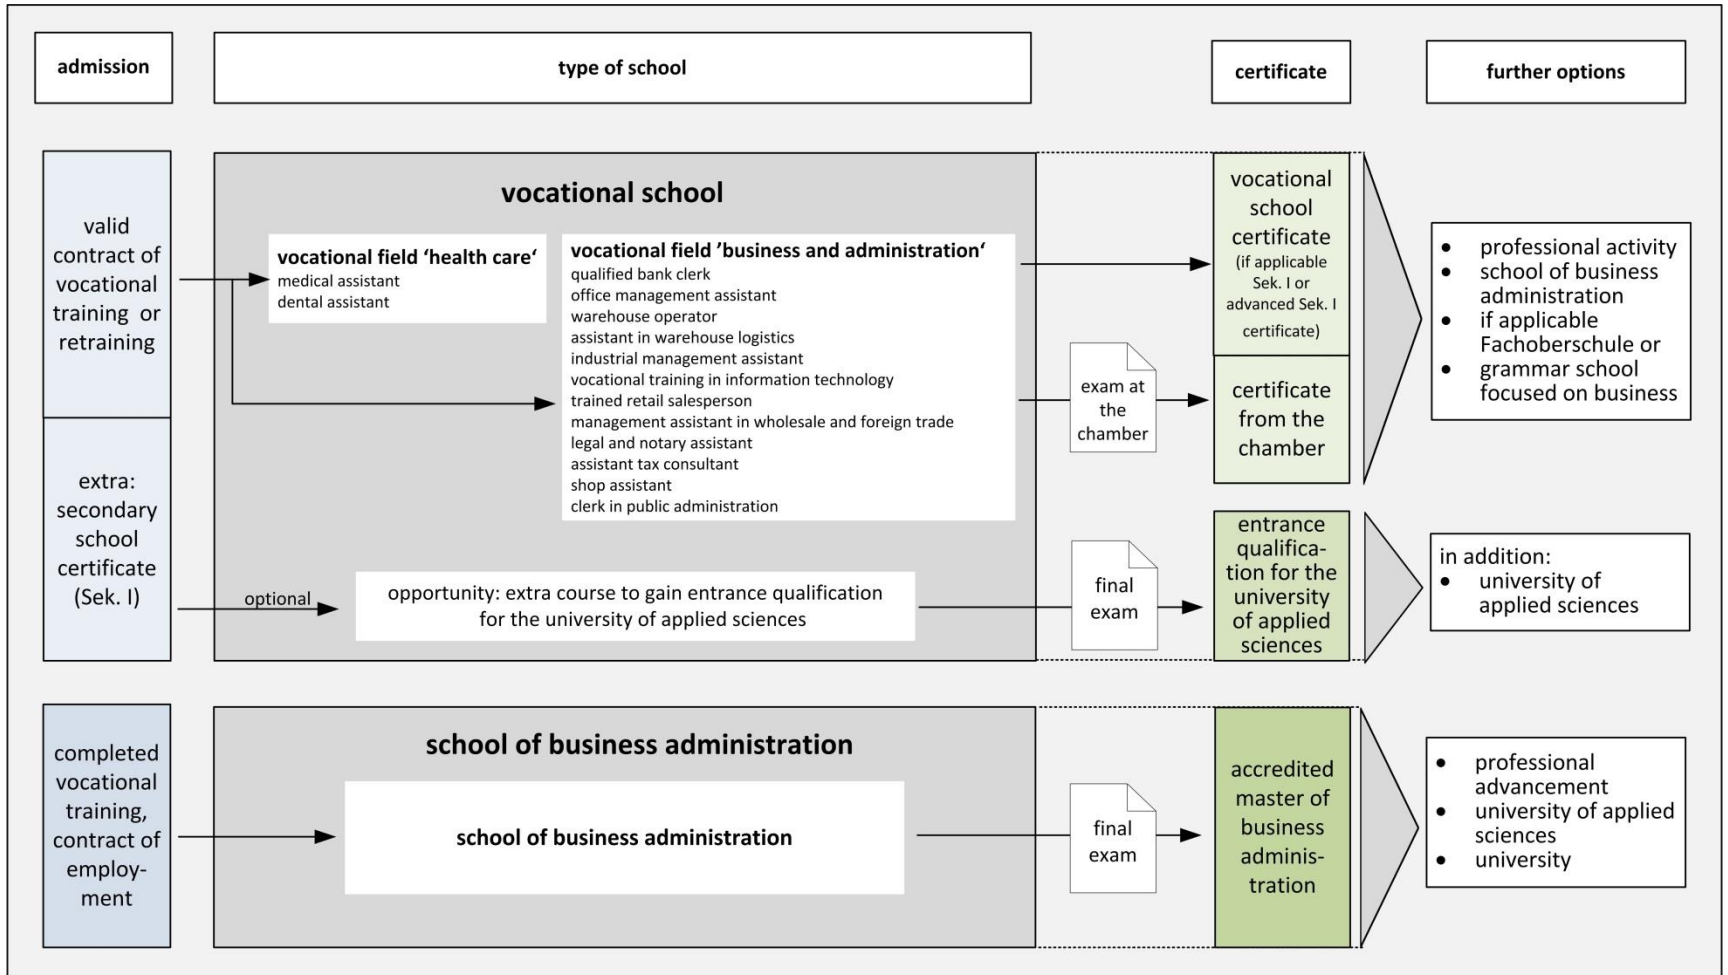 admission
type of school
certificate
further options
valid
contract of
vocational
training or
retraining
extra:
secondary
school
certificate
(Sek. I)
vocational school
vocational field ‘health care‘
medical assistant
dental assistant
vocational field ’business and administration‘
qualified bank clerk
office management assistant
warehouse operator
assistant in warehouse logistics
industrial management assistant
vocational training in information technology
trained retail salesperson
management assistant in wholesale and foreign trade
legal and notary assistant
assistant tax consultant
shop assistant
clerk in public administration
optional
opportunity: extra course to gain entrance qualification
for the university of applied sciences
exam at
the
chamber
final
exam
vocational
school
certificate
(if applicable
Sek. I or
advanced Sek. I
certificate)
certificate
from the
chamber
entrance
qualifica-
tion for the
university
of applied
sciences
• professional activity
• school of business
administration
• if applicable
Fachoberschule or
• grammar school
focused on business
in addition:
• university of
applied sciences
completed
vocational
training,
contract of
employ-
ment
school of business administration
school of business administration
final
exam
accredited
master of
business
adminis-
tration
• professional
advancement
• university of applied
sciences
• university